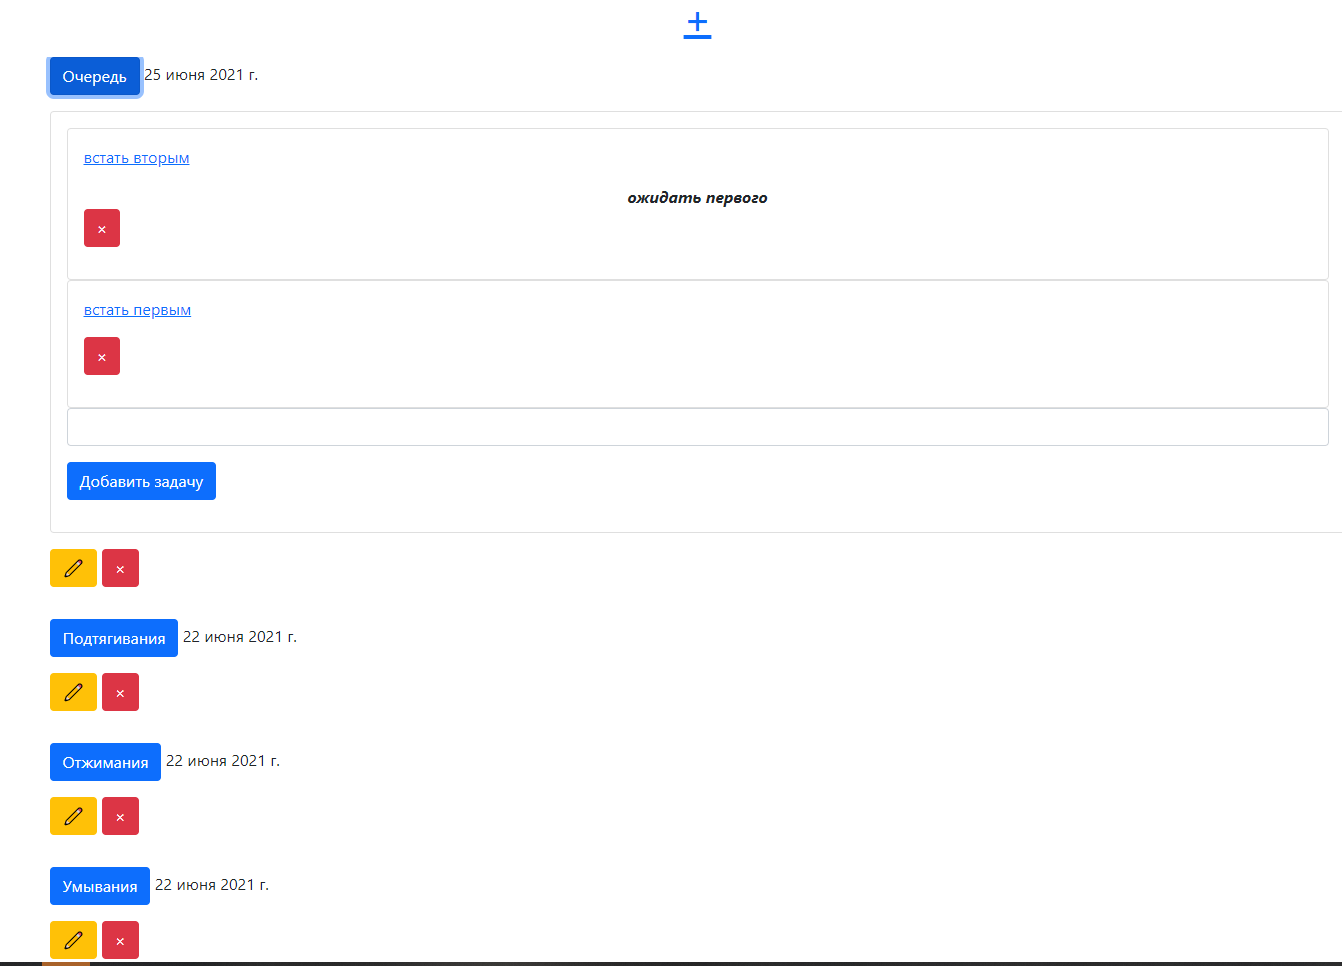 +
Очередь 25 июня 2021 г.
встать вторым
ожидать первого
×
встать первым
×
Добавить задачу
×
Подтягивания 22 июня 2021 г.
×
Отжимания 22 июня 2021 г.
×
Умывания 22 июня 2021 г.
×